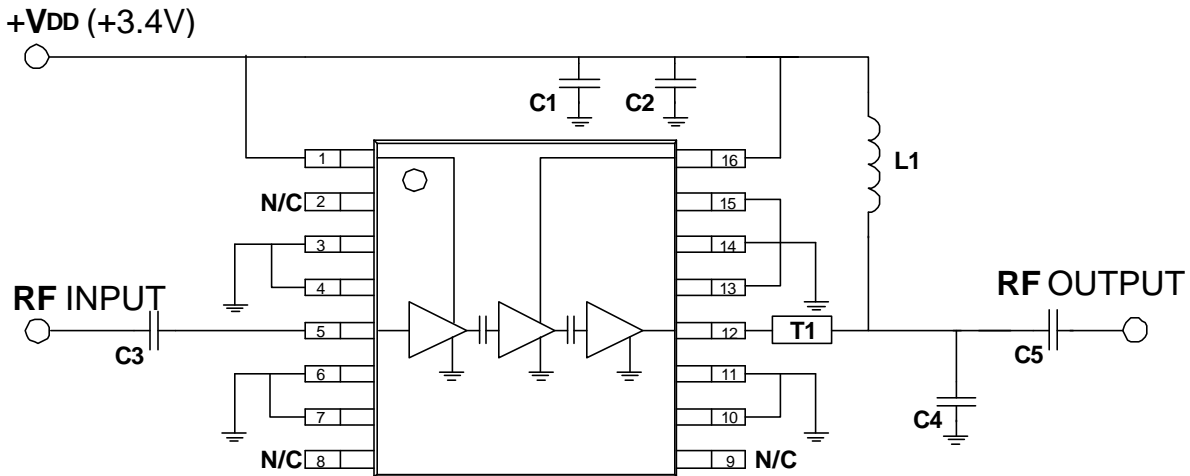 +VDD (+3.4V)
C1
C2
L1
1
16
N/C
2
15
3
14
4
13
RF INPUT
RF OUTPUT
C3
5
12
T1
C5
6
11
7
10
C4
N/C
8
9
N/C